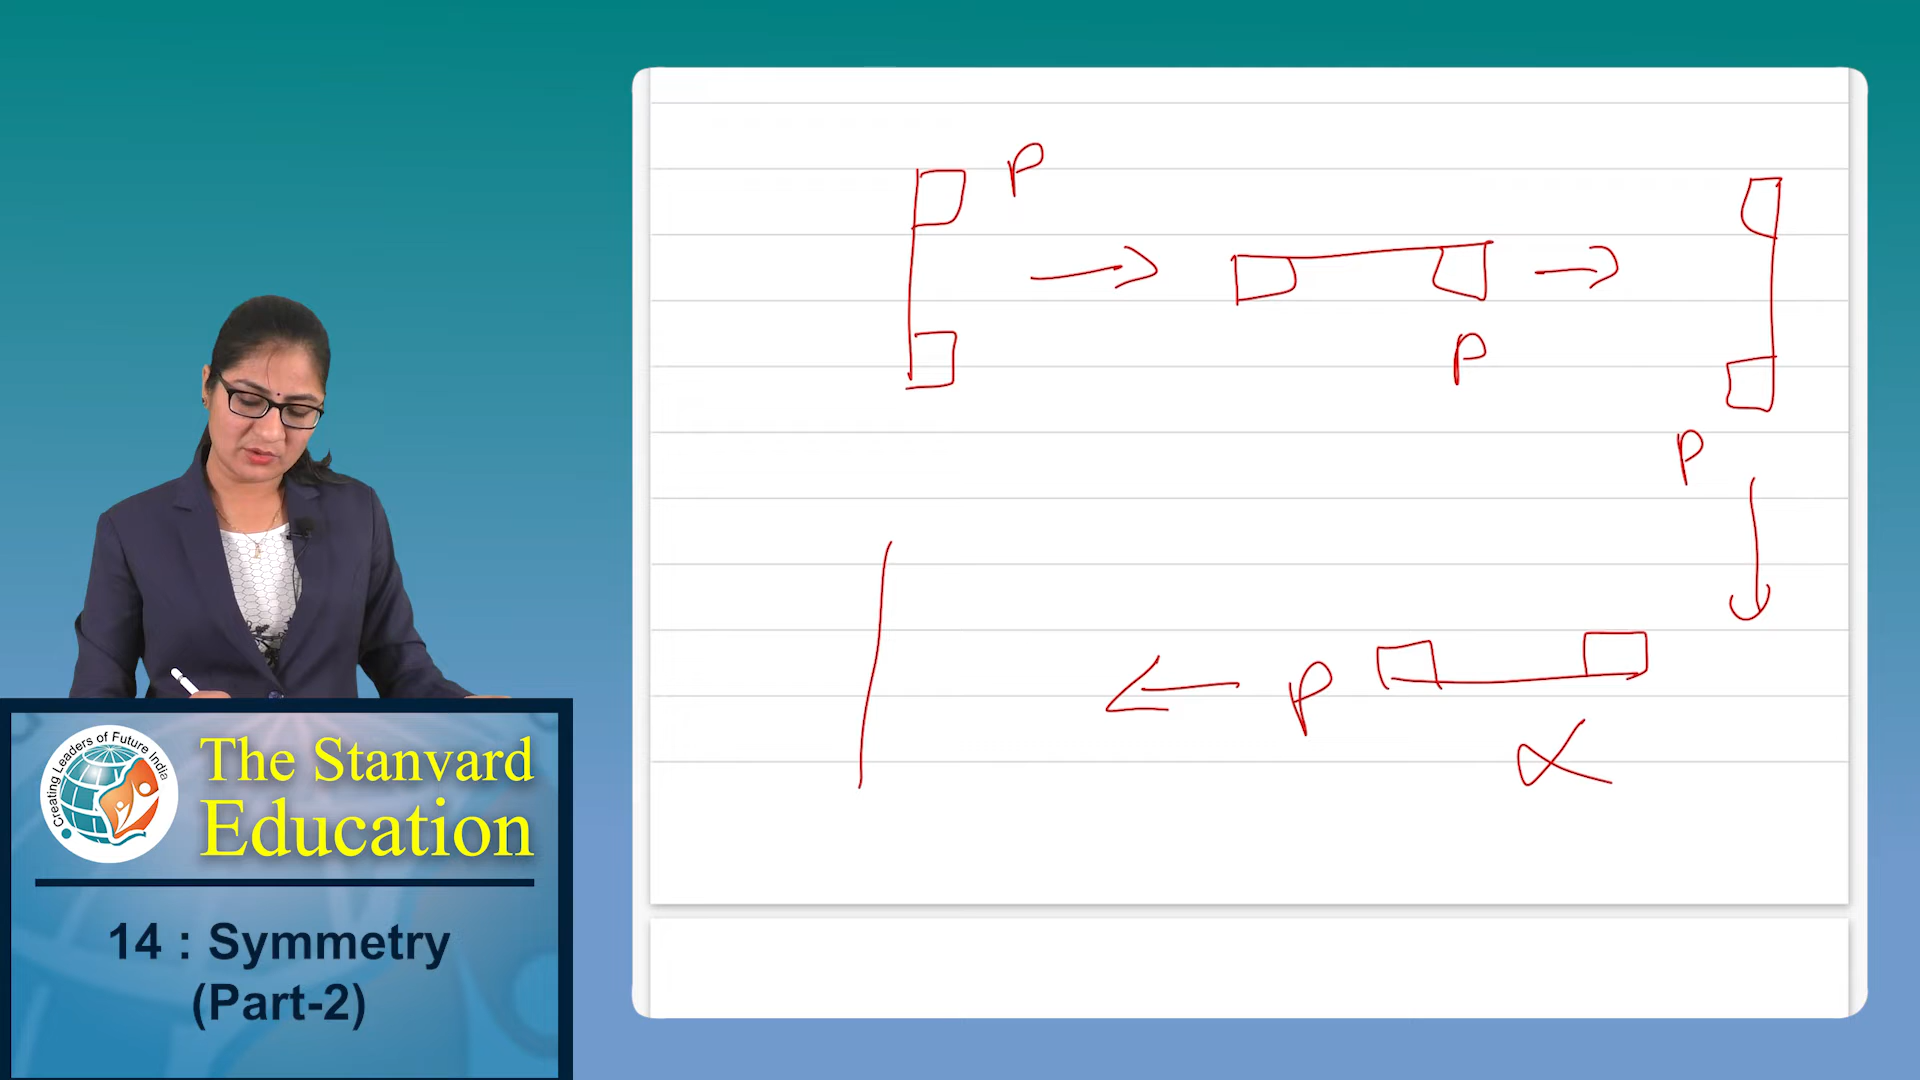 P
P
P
P
α
Creating Leaders of Future India
The Stanvard
Education
14 : Symmetry
(Part-2)